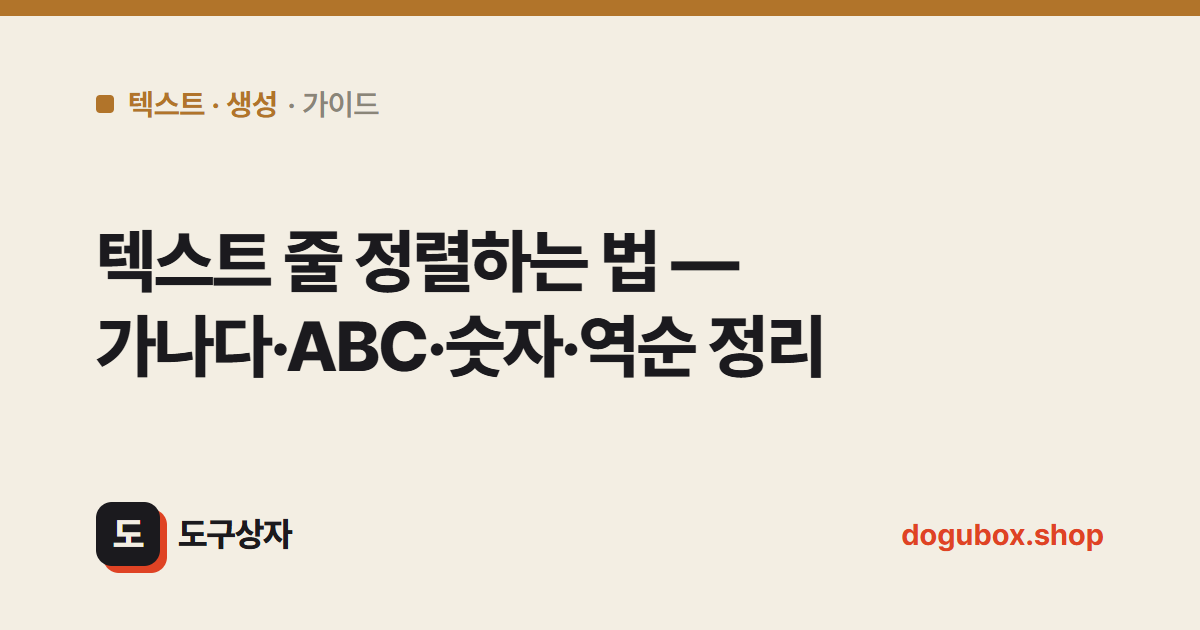 텍스트 · 생성 · 가이드
텍스트 줄 정렬하는 법 —
가나다·ABC·숫자·역순 정리
도 도구상자
dogubox.shop